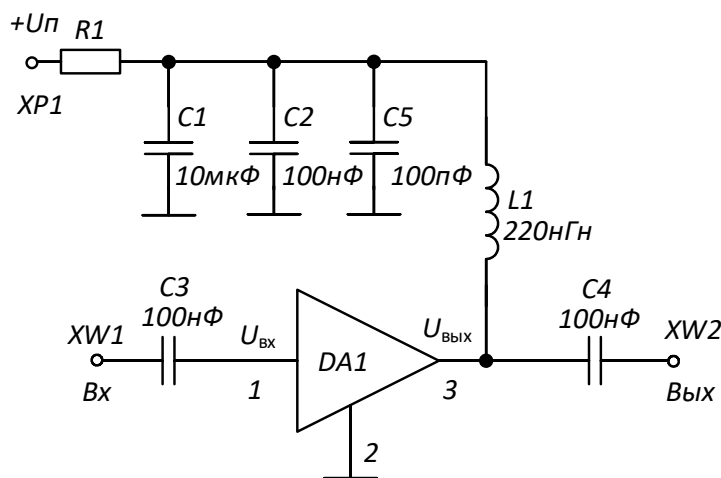 +Uп
R1
XP1
C1
C2
C5
10мкФ
100нФ
100пФ
L1
220нГн
C3
100нФ
C4
100нФ
XW1
Uвх
Uвых
XW2
DA1
Вх
1
3
Вых
2